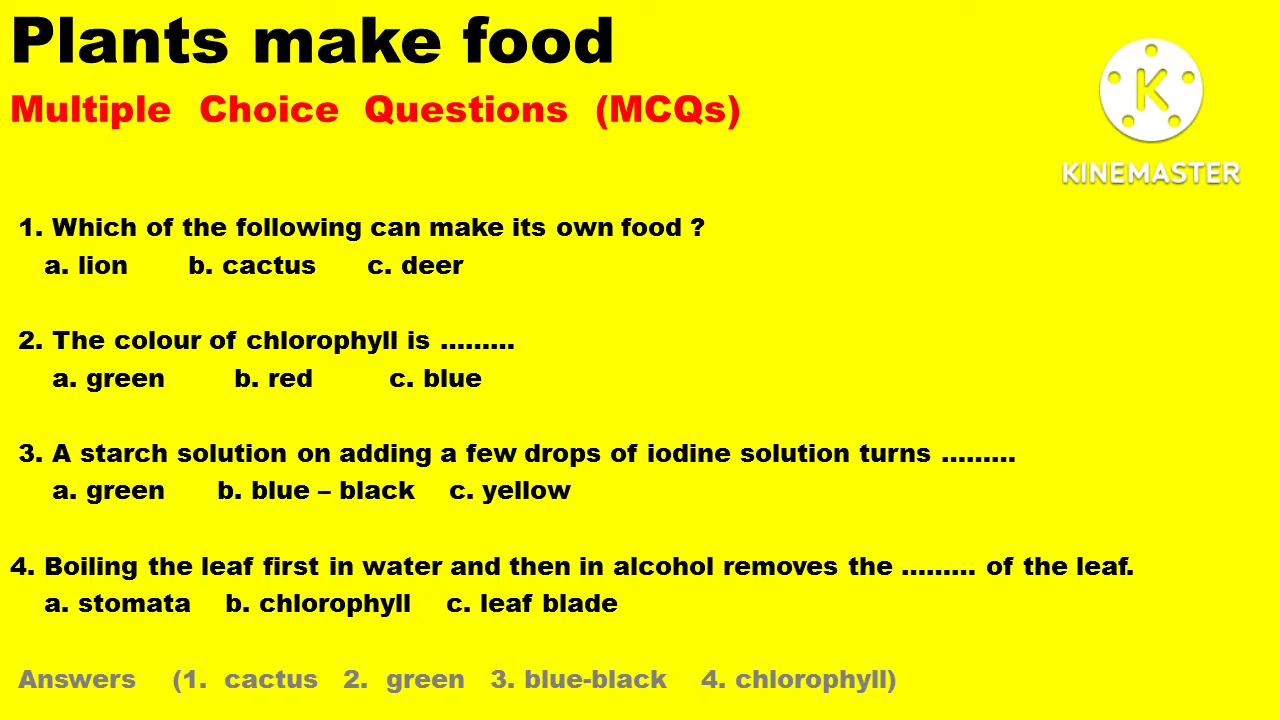 Plants make food
Multiple Choice Questions (MCQs)
K
KINEMASTER
1. Which of the following can make its own food ?
a. lion b. cactus c. deer
2. The colour of chlorophyll is .........
a. green b. red c. blue
3. A starch solution on adding a few drops of iodine solution turns .........
a. green b. blue – black c. yellow
4. Boiling the leaf first in water and then in alcohol removes the ......... of the leaf.
a. stomata b. chlorophyll c. leaf blade
Answers (1. cactus 2. green 3. blue-black 4. chlorophyll)